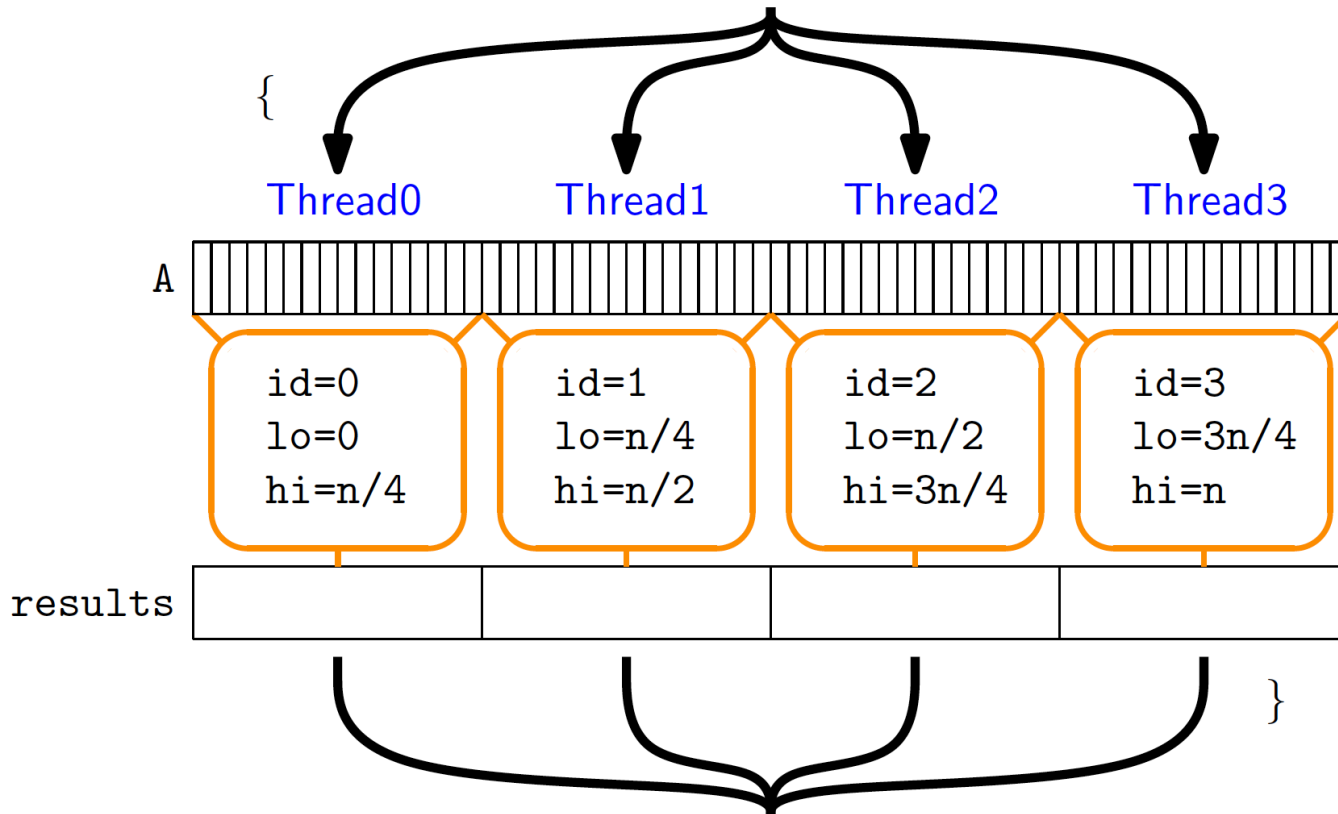 {
Thread0 Thread1 Thread2 Thread3
A
id=0 id=1 id=2 id=3
lo=0 lo=n/4 lo=n/2 lo=3n/4
hi=n/4 hi=n/2 hi=3n/4 hi=n
results
}